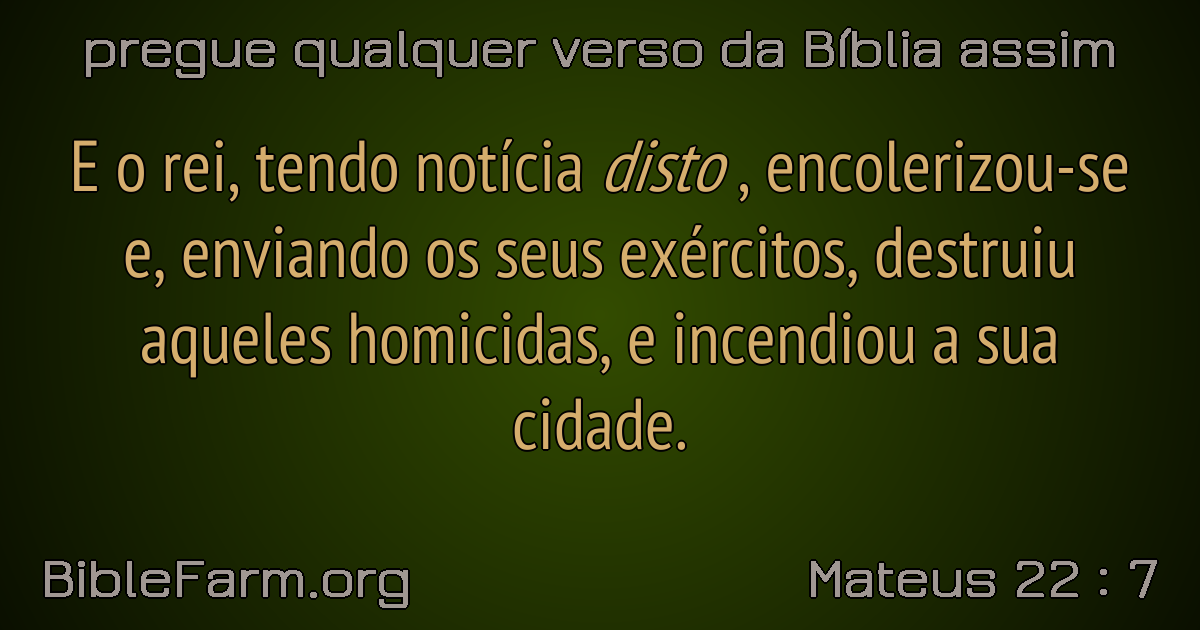 pregue qualquer verso da Bíblia assim
E o rei, tendo notícia disto , encolerizou-se
e, enviando os seus exércitos, destruiu
aqueles homicidas, e incendiou a sua
cidade.
BibleFarm.org
Mateus 22 : 7